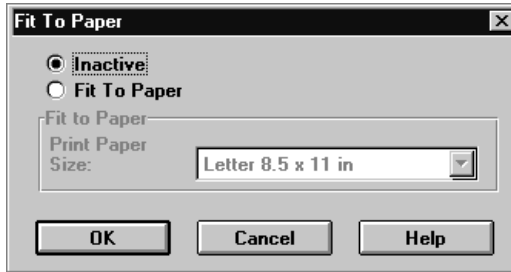 Fit To Paper
Inactive
Fit To Paper
Fit to Paper
Print Paper
Size:
Letter 8.5 x 11 in
OK
Cancel
Help